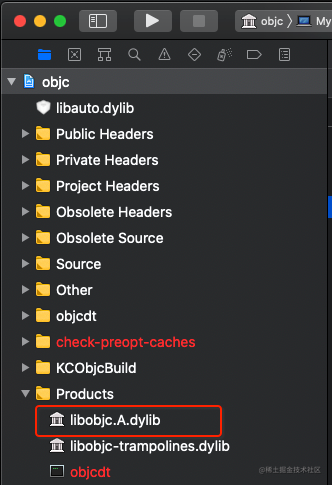 objc
My
objc
libauto.dylib
Public Headers
Private Headers
Project Headers
Obsolete Headers
Obsolete Source
Source
Other
objcdt
check-preopt-caches
KCObjcBuild
Products
libobjc.A.dylib
libobjc-trampolines.dylib
objcdt
@稀土掘金技术社区